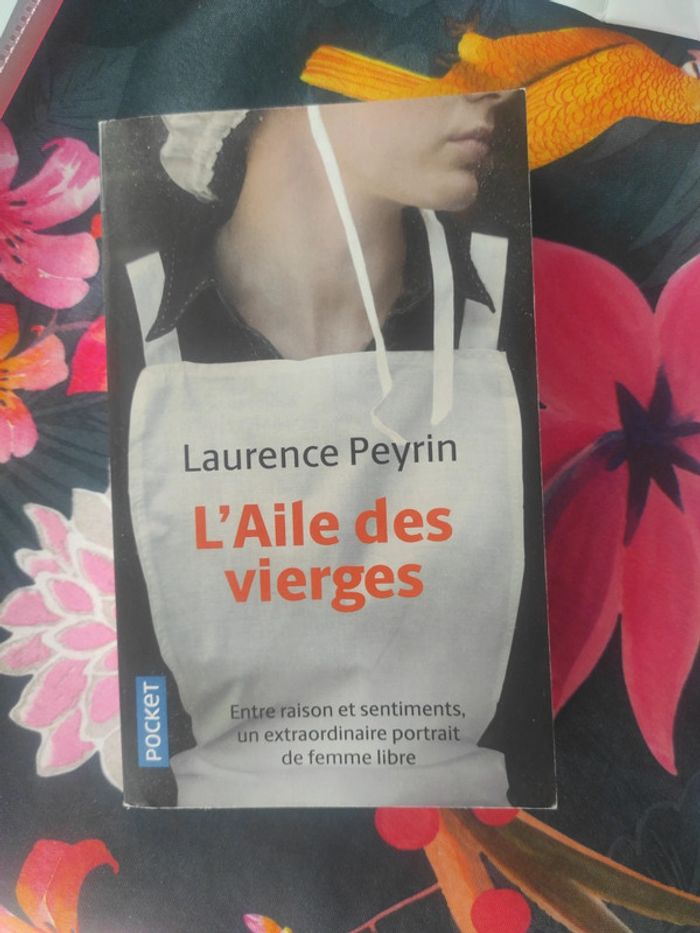 Laurence Peyrin
L'Aile des
vierges
Entre raison et sentiments,
un extraordinaire portrait
de femme libre
POCKET